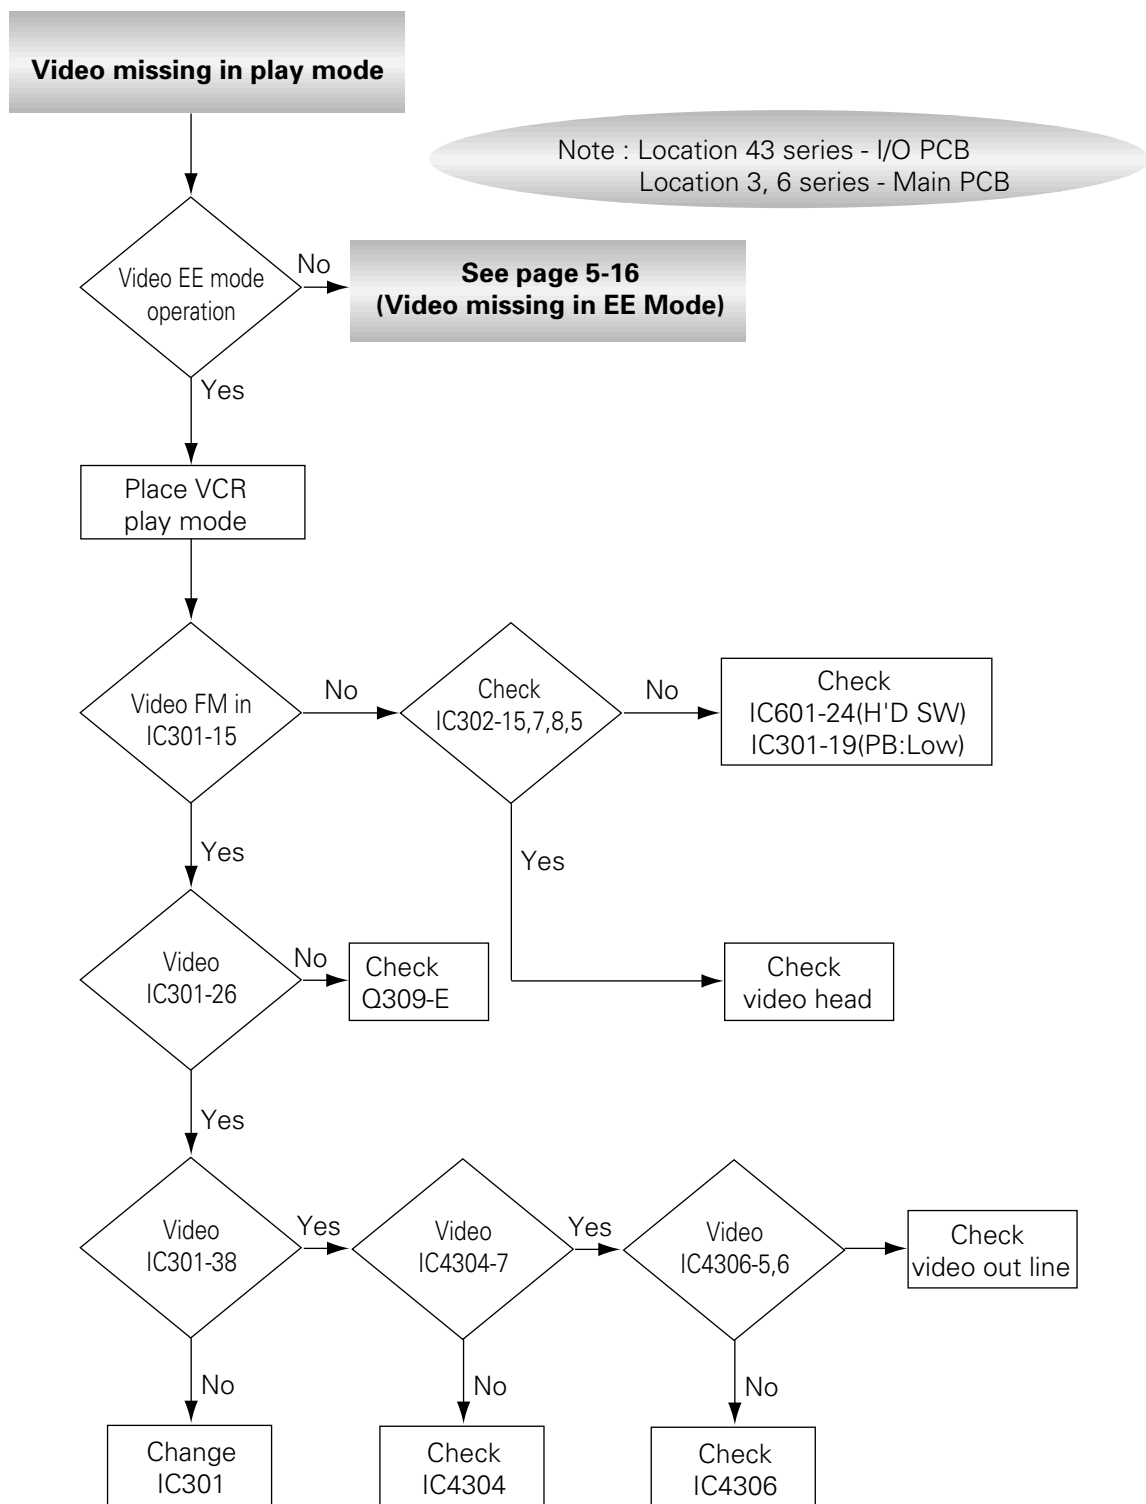 Video missing in play mode
Note : Location 43 series - I/O PCB
Location 3, 6 series - Main PCB
Video EE mode
operation
No
See page 5-16
(Video missing in EE Mode)
Yes
Place VCR
play mode
Video FM in
IC301-15
No
Check
IC302-15,7,8,5
No
Check
IC601-24(H'D SW)
IC301-19(PB:Low)
Yes
Yes
Video
IC301-26
No
Check
Q309-E
Check
video head
Yes
Video
IC301-38
Yes
Video
IC4304-7
Yes
Video
IC4306-5,6
Check
video out line
No
No
No
Change
IC301
Check
IC4304
Check
IC4306